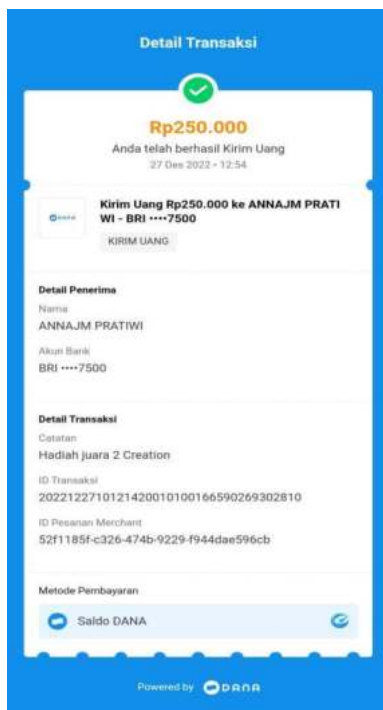 Detail Transaksi
Rp250.000
Anda telah berhasil Kirim Uang
27 Des 2022 • 12:54
DANA
Kirim Uang Rp250.000 ke ANNAJM PRATI
WI - BRI ••••7500
KIRIM UANG
Detail Penerima
Nama
ANNAJM PRATIWI
Akun Bank
BRI ••••7500
Detail Transaksi
Catatan
Hadiah juara 2 Creation
ID Transaksi
2022122710121420010100166590269302810
ID Pesanan Merchant
52f1185f-c326-474b-9229-f944dae596cb
Metode Pembayaran
Saldo DANA
Powered by DANA